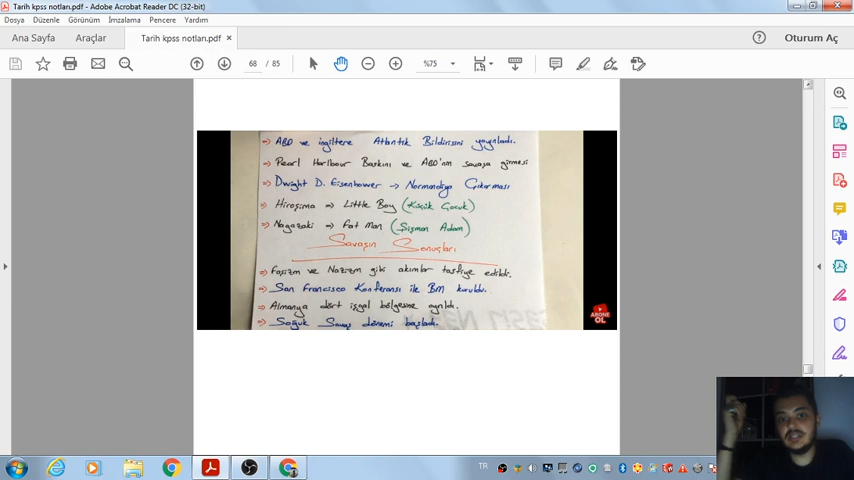 Tarih kpss notları.pdf - Adobe Acrobat Reader DC (32-bit)
Dosya Düzenle Görünüm İmzalama Pencere Yardım
Ana Sayfa Araçlar Tarih kpss notları.pdf × Oturum Aç
68 / 85 %75
⇒ ABD ve ingiltere Atlantik Bildirisini yayınladı.
⇒ Pearl Harlbour Baskını ve ABD'nin savaşa girmesi
⇒ Dwight D. Eisenhower → Normandiya Çıkarması
⇒ Hiroşima ⇒ Little Boy (Küçük Çocuk)
⇒ Nagazaki ⇒ Fat Man (Şişman Adam)
Savaşın Sonuçları
⇒ Faşizm ve Nazizm gibi akımlar tasfiye edildi.
⇒ San Francisco Konferansı ile BM kuruldu.
⇒ Almanya dört işgal bölgesine ayrıldı.
⇒ Soğuk Savaş dönemi başladı.
ABONE
OL
TR